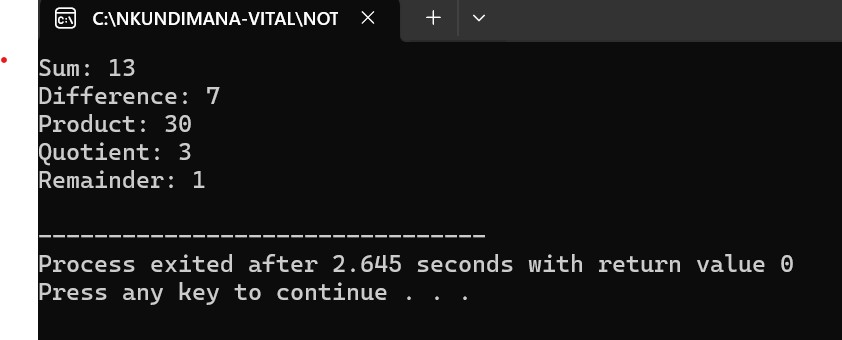 C:\NKUNDIMANA-VITAL\NOT
Sum: 13
Difference: 7
Product: 30
Quotient: 3
Remainder: 1
--------------------------------
Process exited after 2.645 seconds with return value 0
Press any key to continue . . .